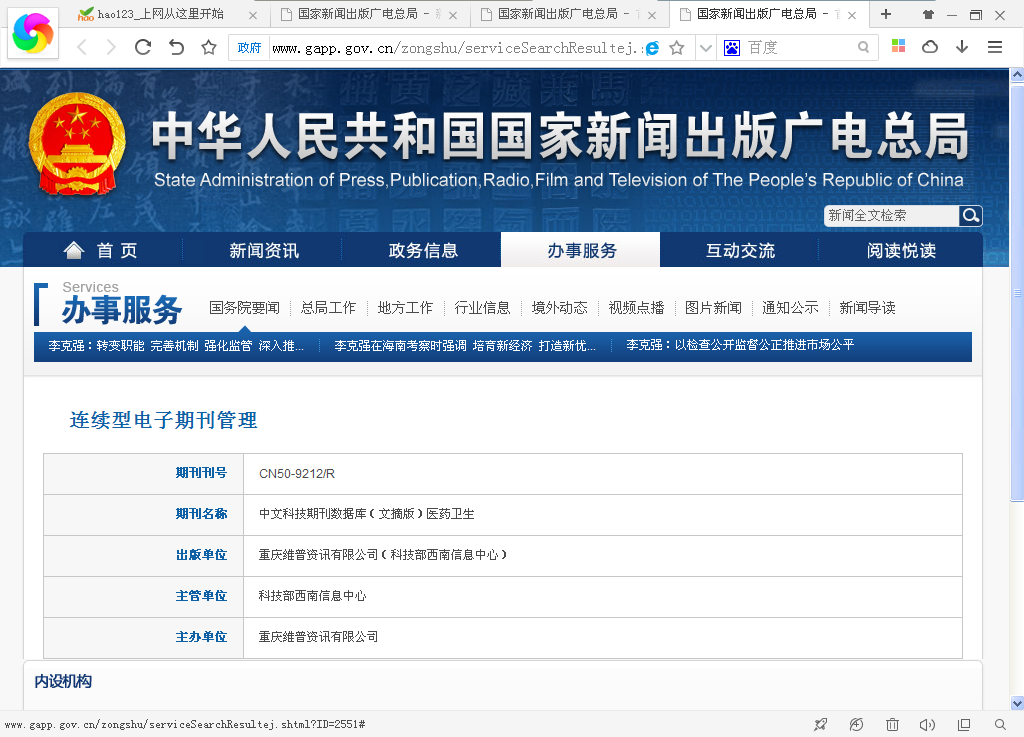 hao123_上网从这里开始
国家新闻出版广电总局 -
国家新闻出版广电总局 -
国家新闻出版广电总局 -
政府 www.gapp.gov.cn/zongshu/serviceSearchResultej.: 百度
中华人民共和国国家新闻出版广电总局
State Administration of Press,Publication,Radio,Film and Television of The People's Republic of China
新闻全文检索
首 页 新闻资讯 政务信息 办事服务 互动交流 阅读悦读
Services
办事服务 国务院要闻 总局工作 地方工作 行业信息 境外动态 视频点播 图片新闻 通知公示 新闻导读
李克强：转变职能 完善机制 强化监管 深入推... 李克强在海南考察时强调 培育新经济 打造新优... 李克强：以检查公开监督公正推进市场公平
连续型电子期刊管理
期刊刊号 CN50-9212/R
期刊名称 中文科技期刊数据库（文摘版）医药卫生
出版单位 重庆维普资讯有限公司（科技部西南信息中心）
主管单位 科技部西南信息中心
主办单位 重庆维普资讯有限公司
内设机构
www.gapp.gov.cn/zongshu/serviceSearchResultej.shtml?ID=2551#